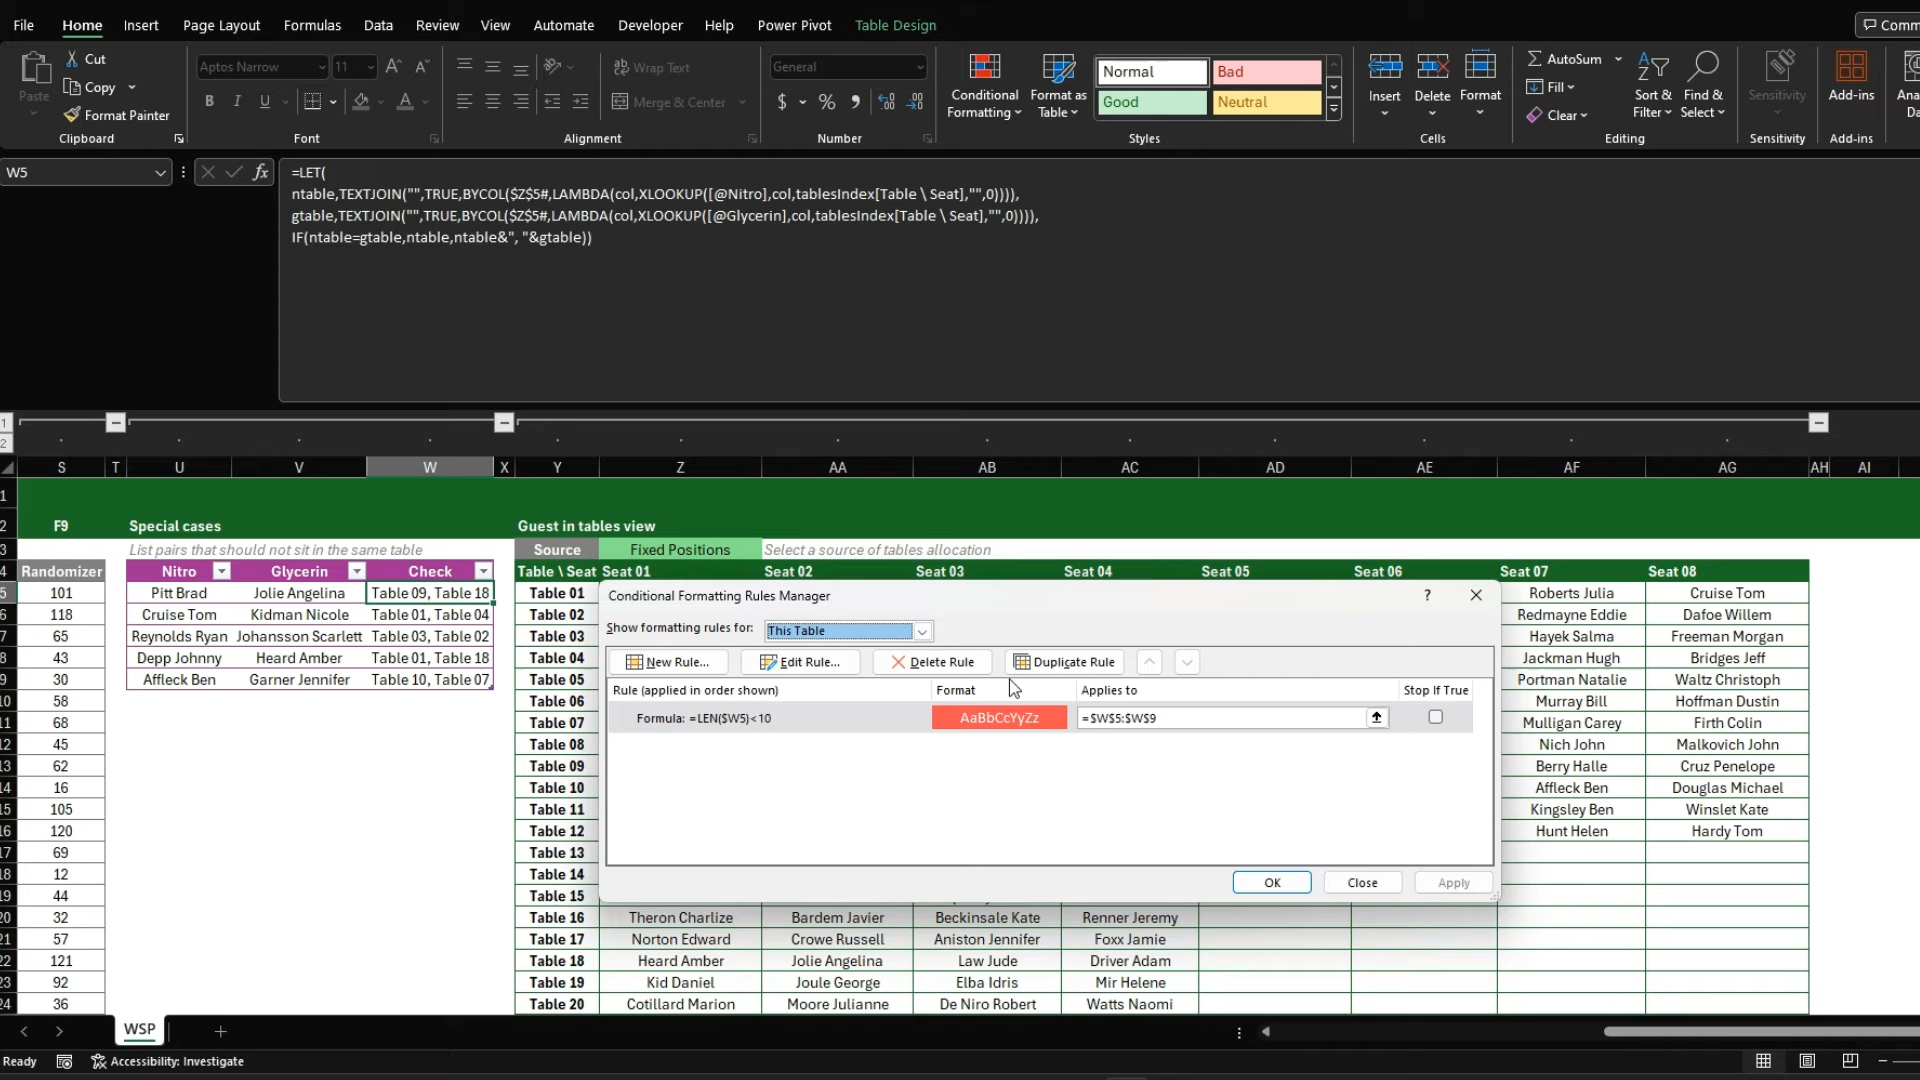 File Home Insert Page Layout Formulas Data Review View Automate Developer Help Power Pivot Table Design
Paste
Cut
Copy
Format Painter
Clipboard
Aptos Narrow 11
B I U
Font
Wrap Text
Merge & Center
Alignment
General
$ %
Number
Conditional Formatting
Format as Table
Normal Bad
Good Neutral
Styles
Insert Delete Format
Cells
AutoSum
Fill
Clear
Sort & Filter
Find & Select
Editing
Sensitivity
Sensitivity
Add-ins
Add-ins
W5
fx
=LET(
ntable,TEXTJOIN("",TRUE,BYCOL($Z$5#,LAMBDA(col,XLOOKUP([@Nitro],col,tablesIndex[Table \ Seat],"",0)))),
gtable,TEXTJOIN("",TRUE,BYCOL($Z$5#,LAMBDA(col,XLOOKUP([@Glycerin],col,tablesIndex[Table \ Seat],"",0)))),
IF(ntable=gtable,ntable,ntable&", "&gtable))
1
2
S T U V W X Y Z AA AB AC AD AE AF AG AH AI
1
2 F9 Special cases Guest in tables view
3 List pairs that should not sit in the same table Source Fixed Positions Select a source of tables allocation
4 Randomizer Nitro Glycerin Check Table \ Seat Seat 01 Seat 02 Seat 03 Seat 04 Seat 05 Seat 06 Seat 07 Seat 08
5 101 Pitt Brad Jolie Angelina Table 09, Table 18 Table 01 Roberts Julia Cruise Tom
6 118 Cruise Tom Kidman Nicole Table 01, Table 04 Table 02 Redmayne Eddie Dafoe Willem
7 65 Reynolds Ryan Johansson Scarlett Table 03, Table 02 Table 03 Hayek Salma Freeman Morgan
8 43 Depp Johnny Heard Amber Table 01, Table 18 Table 04 Jackman Hugh Bridges Jeff
9 30 Affleck Ben Garner Jennifer Table 10, Table 07 Table 05 Portman Natalie Waltz Christoph
58 Table 06 Murray Bill Hoffman Dustin
68 Table 07 Mulligan Carey Firth Colin
45 Table 08 Nich John Malkovich John
62 Table 09 Berry Halle Cruz Penelope
16 Table 10 Affleck Ben Douglas Michael
105 Table 11 Kingsley Ben Winslet Kate
120 Table 12 Hunt Helen Hardy Tom
69 Table 13
12 Table 14
44 Table 15
20 32 Table 16 Theron Charlize Bardem Javier Beckinsale Kate Renner Jeremy
21 57 Table 17 Norton Edward Crowe Russell Aniston Jennifer Foxx Jamie
22 121 Table 18 Heard Amber Jolie Angelina Law Jude Driver Adam
23 92 Table 19 Kid Daniel Joule George Elba Idris Mir Helene
24 36 Table 20 Cotillard Marion Moore Julianne De Niro Robert Watts Naomi
Conditional Formatting Rules Manager ?
Show formatting rules for: This Table
New Rule... Edit Rule... Delete Rule Duplicate Rule
Rule (applied in order shown) Format Applies to Stop If True
Formula: =LEN($W5)<10 AaBbCcYyZz =$W$5:$W$9
OK Close Apply
WSP
Ready Accessibility: Investigate